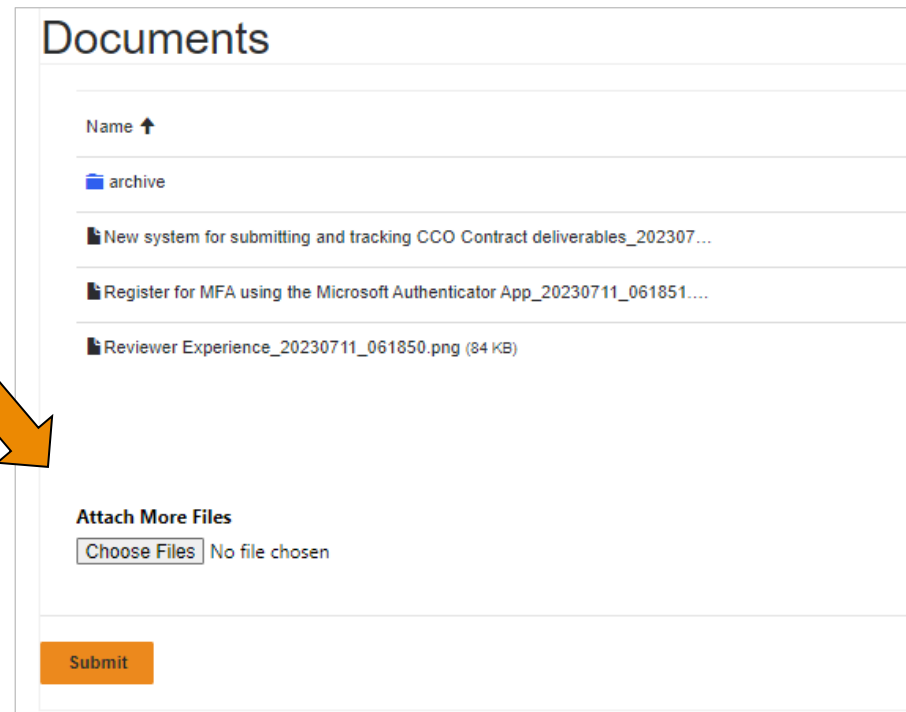 Documents
Name
archive
New system for submitting and tracking CCO Contract deliverables_202307...
Register for MFA using the Microsoft Authenticator App_20230711_061851....
Reviewer Experience_20230711_061850.png (84 KB)
Attach More Files
Choose Files No file chosen
Submit